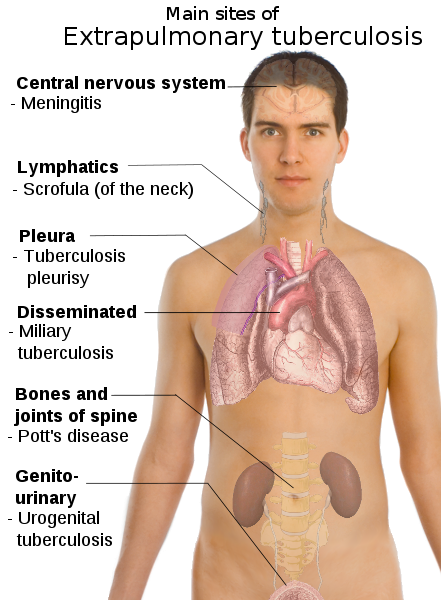 Main sites of
Extrapulmonary tuberculosis
Central nervous system
- Meningitis
Lymphatics
- Scrofula (of the neck)
Pleura
- Tuberculosis
pleurisy
Disseminated
- Miliary
tuberculosis
Bones and
joints of spine
- Pott's disease
Genito-
urinary
- Urogenital
tuberculosis